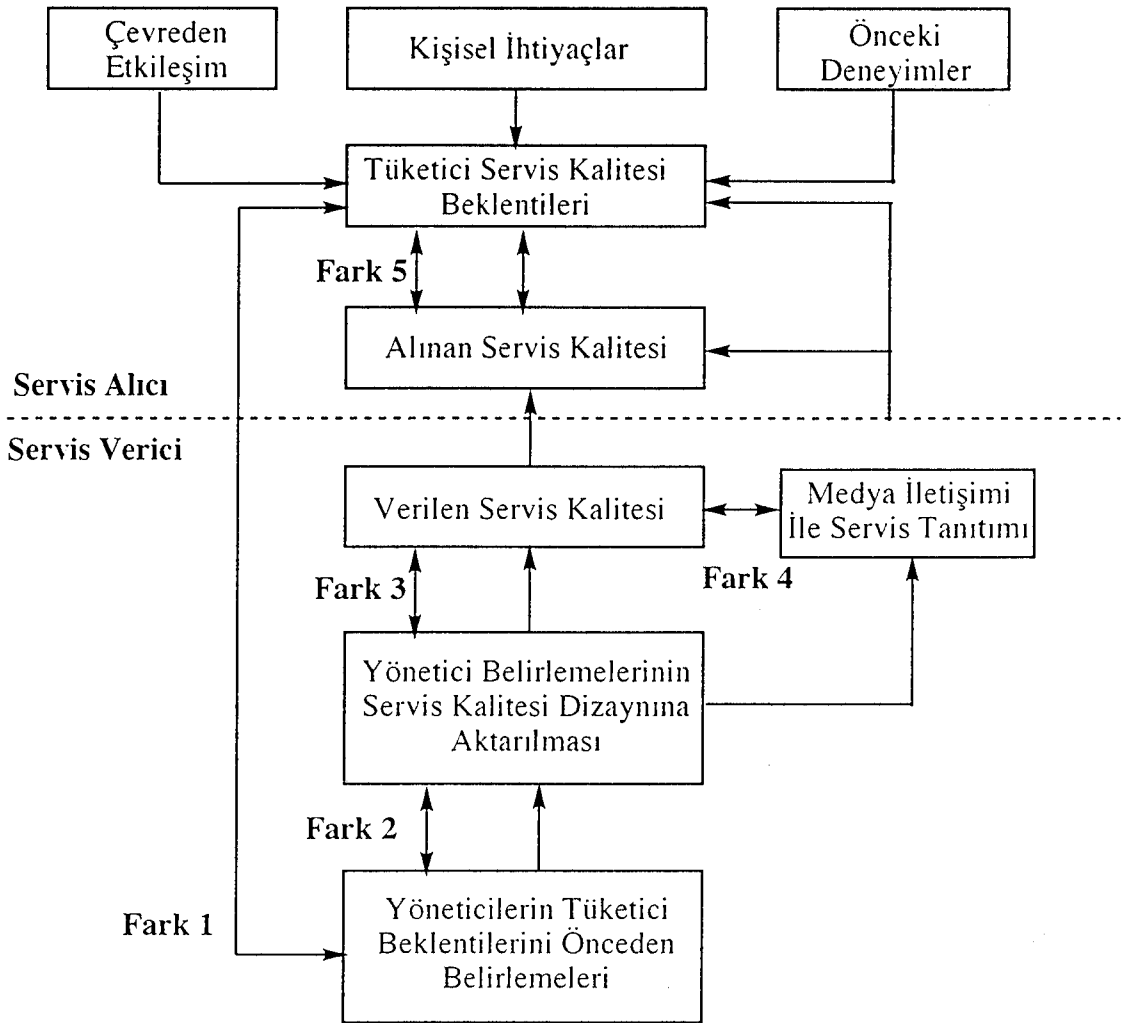 Çevreden
Etkileşim
Kişisel İhtiyaçlar
Önceki
Deneyimler
Tüketici Servis Kalitesi
Beklentileri
Fark 5
Alınan Servis Kalitesi
Servis Alıcı
Servis Verici
Verilen Servis Kalitesi
Medya İletişimi
İle Servis Tanıtımı
Fark 3
Fark 4
Yönetici Belirlemelerinin
Servis Kalitesi Dizaynına
Aktarılması
Fark 2
Fark 1
Yöneticilerin Tüketici
Beklentilerini Önceden
Belirlemeleri